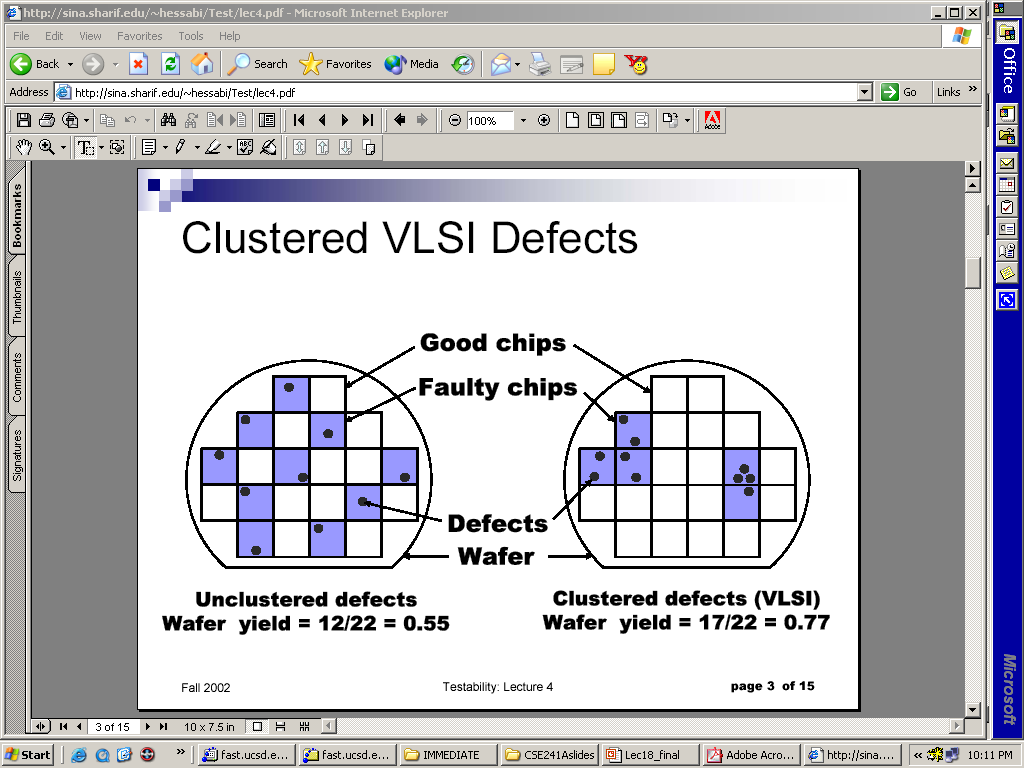 http://sina.sharif.edu/~hessabi/Test/lec4.pdf - Microsoft Internet Explorer
File Edit View Favorites Tools Help
Back Search Favorites Media
Address http://sina.sharif.edu/~hessabi/Test/lec4.pdf Go Links »
100%
Adobe
Office
Bookmarks
Thumbnails
Comments
Signatures
Clustered VLSI Defects
Good chips
Faulty chips
Defects
Wafer
Unclustered defects
Wafer yield = 12/22 = 0.55
Clustered defects (VLSI)
Wafer yield = 17/22 = 0.77
Fall 2002
Testability: Lecture 4
page 3 of 15
Microsoft
3 of 15 10 x 7.5 in
Start » fast.ucsd.e... fast.ucsd.e... IMMEDIATE CSE241Aslides Lec18_final Adobe Acro... http://sina.... « 10:11 PM